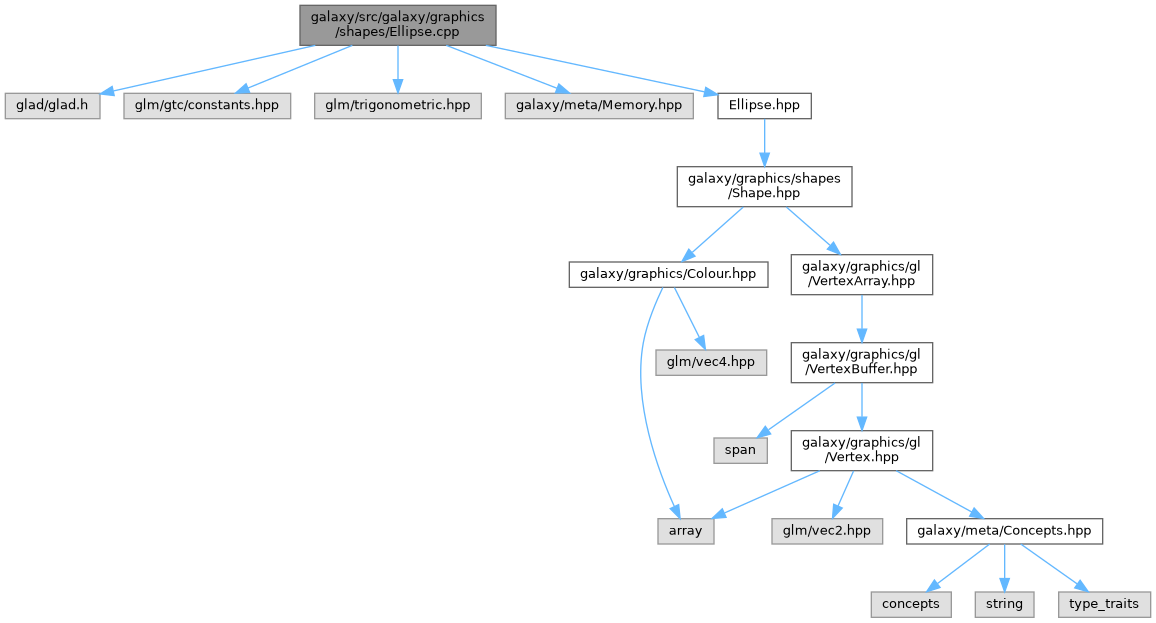 galaxy/src/galaxy/graphics
/shapes/Ellipse.cpp
glad/glad.h
glm/gtc/constants.hpp
glm/trigonometric.hpp
galaxy/meta/Memory.hpp
Ellipse.hpp
galaxy/graphics/shapes
/Shape.hpp
galaxy/graphics/Colour.hpp
galaxy/graphics/gl
/VertexArray.hpp
glm/vec4.hpp
galaxy/graphics/gl
/VertexBuffer.hpp
span
galaxy/graphics/gl
/Vertex.hpp
array
glm/vec2.hpp
galaxy/meta/Concepts.hpp
concepts
string
type_traits